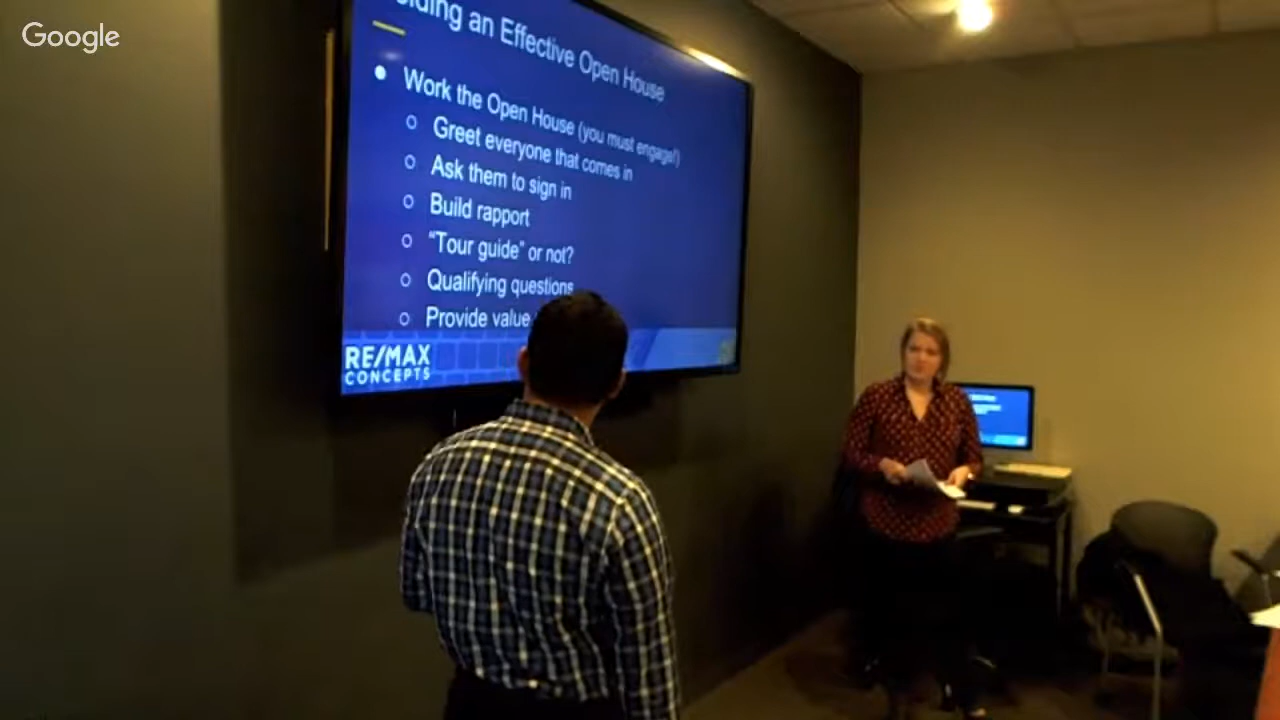 Google
an Effective Open House
Work the Open House (you must engage!)
Greet everyone that comes in
Ask them to sign in
Build rapport
"Tour guide" or not?
Qualifying questions
Provide value
RE/MAX
CONCEPTS